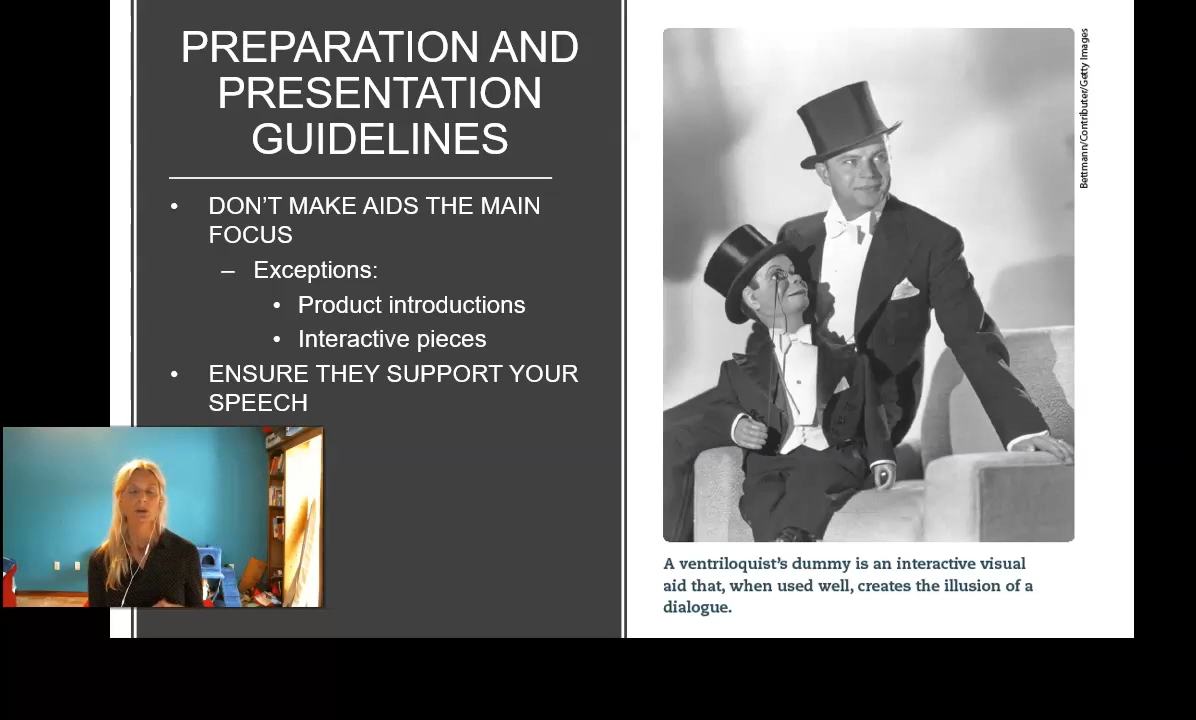 PREPARATION AND
PRESENTATION
GUIDELINES
• DON'T MAKE AIDS THE MAIN
FOCUS
– Exceptions:
• Product introductions
• Interactive pieces
• ENSURE THEY SUPPORT YOUR
SPEECH
Bettmann/Contributer/Getty Images
A ventriloquist's dummy is an interactive visual
aid that, when used well, creates the illusion of a
dialogue.